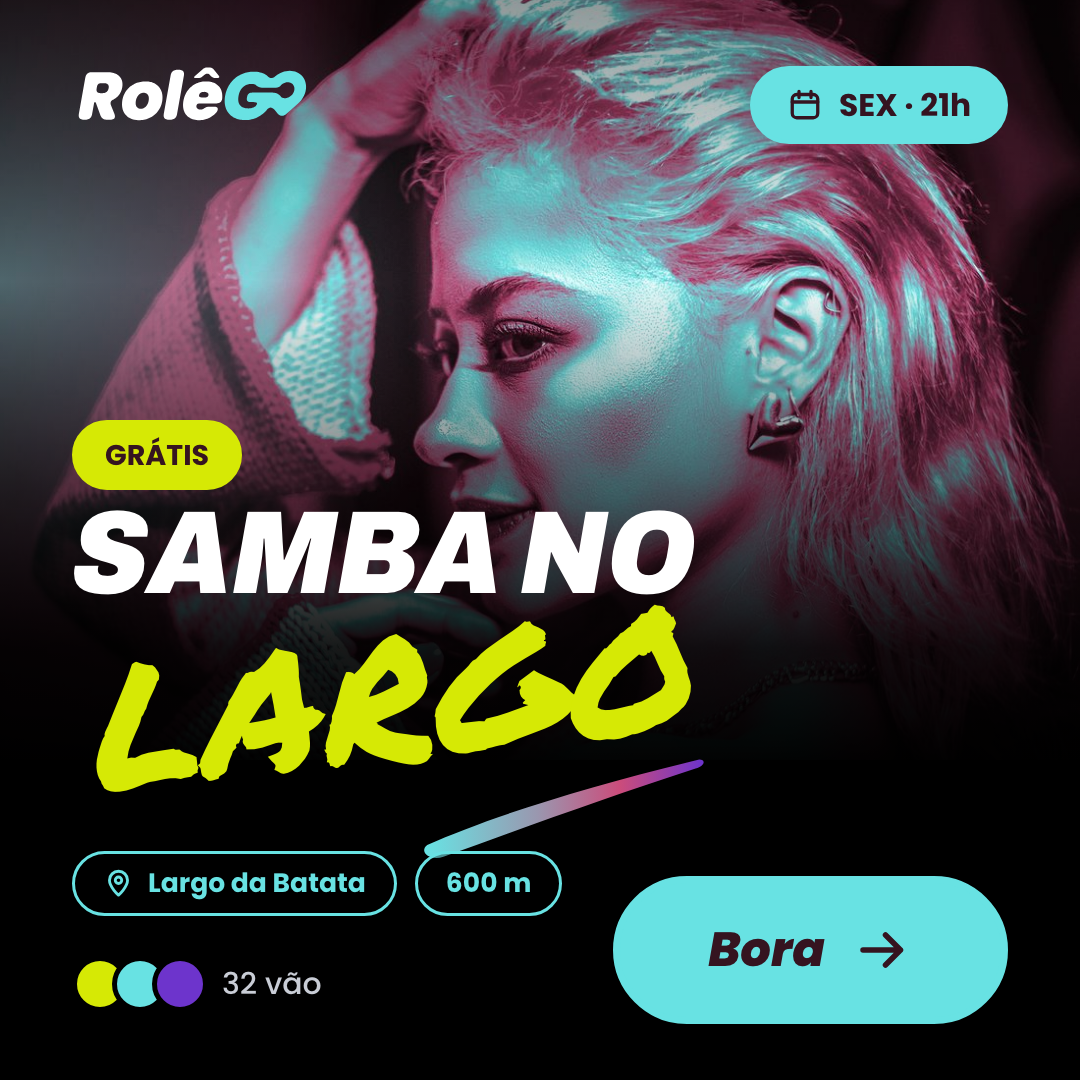 RolêGO
SEX · 21h
GRÁTIS
SAMBA NO
LARGO
Largo da Batata
600 m
32 vão
Bora